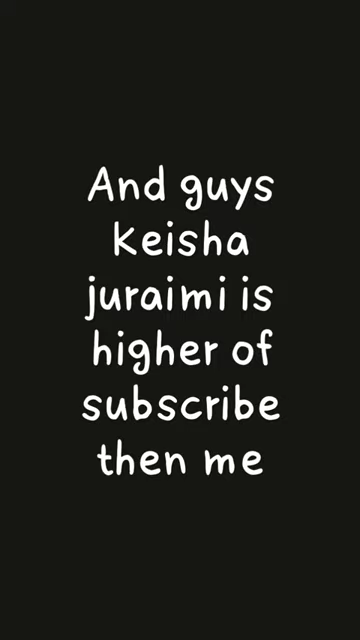 And guys
keisha
juraimi is
higher of
subscribe
then me